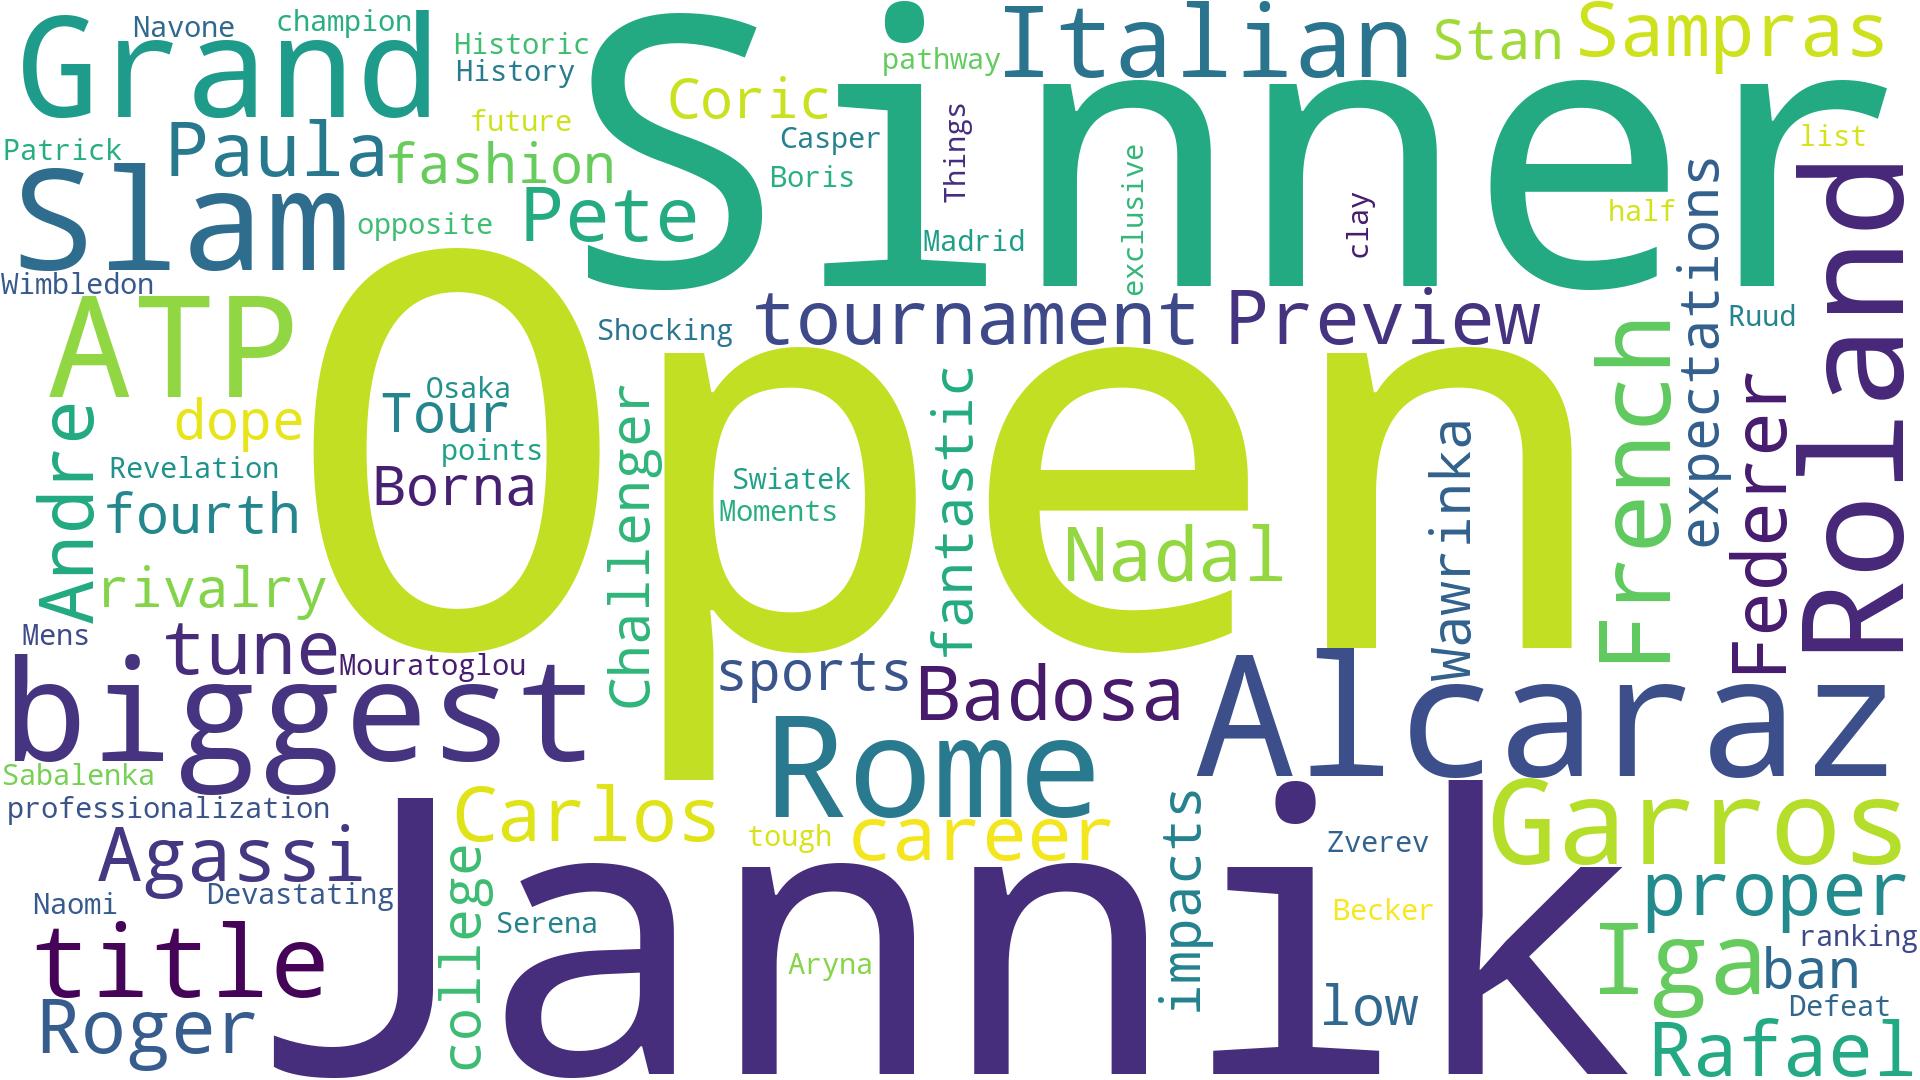 Grand
Navone
champion
Historic
History
Sinner
pathway
Italian
Stan
Sampras
Coric
future
Patrick
Paula
fashion
Casper
Boris
Things
exclusive
clay
list
half
Slam
opposite
Pete
Madrid
expectations
Roland
Wimbledon
ATP
Open
Shocking
tournament
Preview
Ruud
French
Federer
Andre
dope
Osaka
Tour
points
Borna
Challenger
Swiatek
Moments
fantastic
Nadal
Wawrinka
Revelation
fourth
rivalry
Mens
tune
Mouratoglou
biggest
sports
Badosa
Alcaraz
Rome
Sabalenka
professionalization
Carlos
tough
career
impacts
Zverev
Garros
Agassi
Devastating
Naomi
college
Serena
Jannik
Aryna
Becker
proper
title
Iga
ranking
ban
Defeat
Roger
low
Rafael